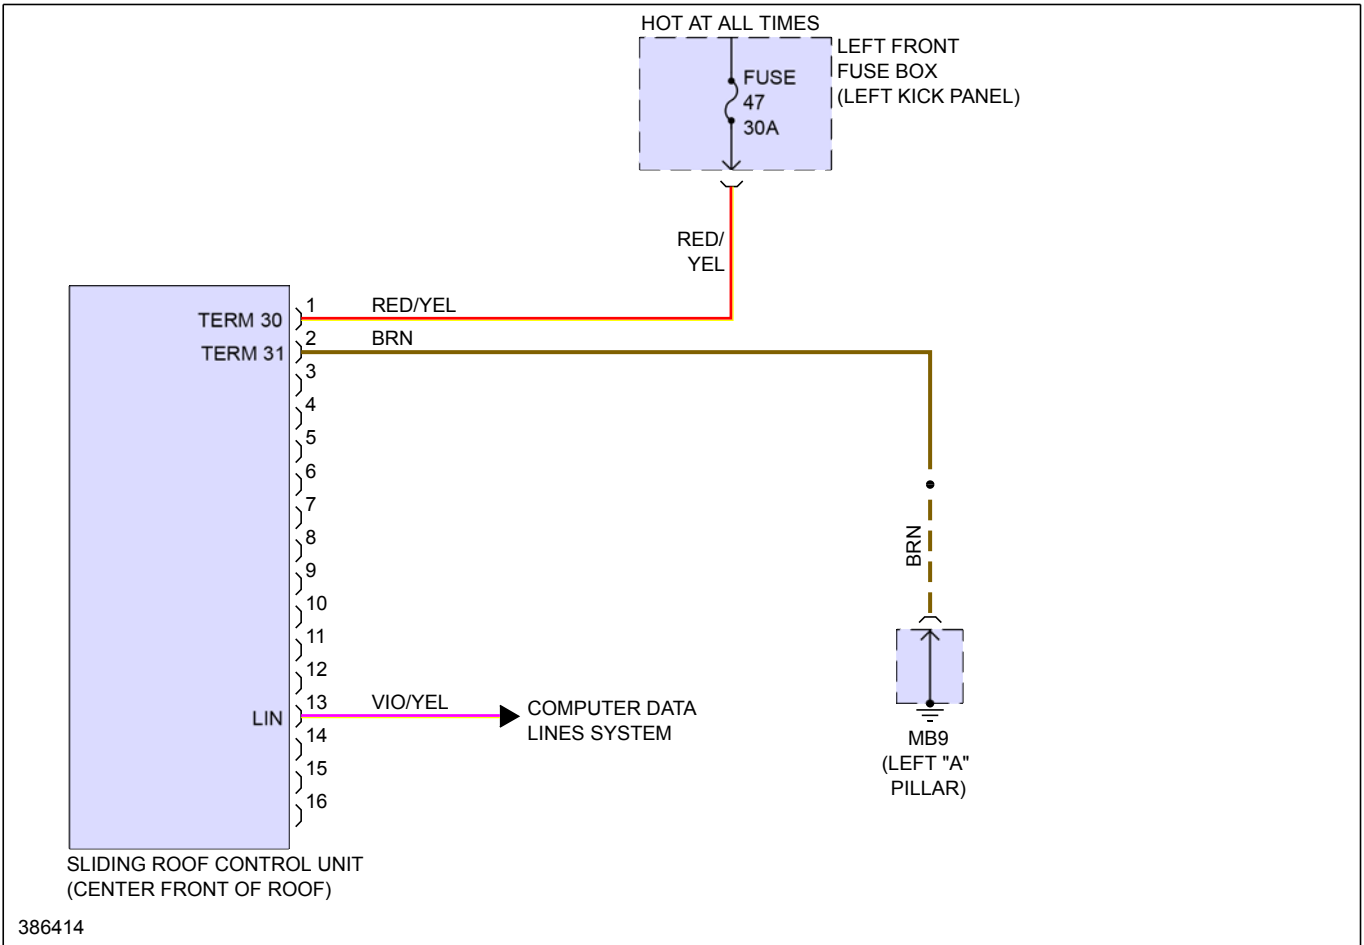 HOT AT ALL TIMES
LEFT FRONT
FUSE BOX
(LEFT KICK PANEL)
FUSE
47
30A
RED/
YEL
1
RED/YEL
TERM 30
2
BRN
TERM 31
3
4
5
6
7
8
9
10
11
12
13
VIO/YEL
LIN
COMPUTER DATA
LINES SYSTEM
14
15
16
BRN
MB9
(LEFT "A"
PILLAR)
SLIDING ROOF CONTROL UNIT
(CENTER FRONT OF ROOF)
386414